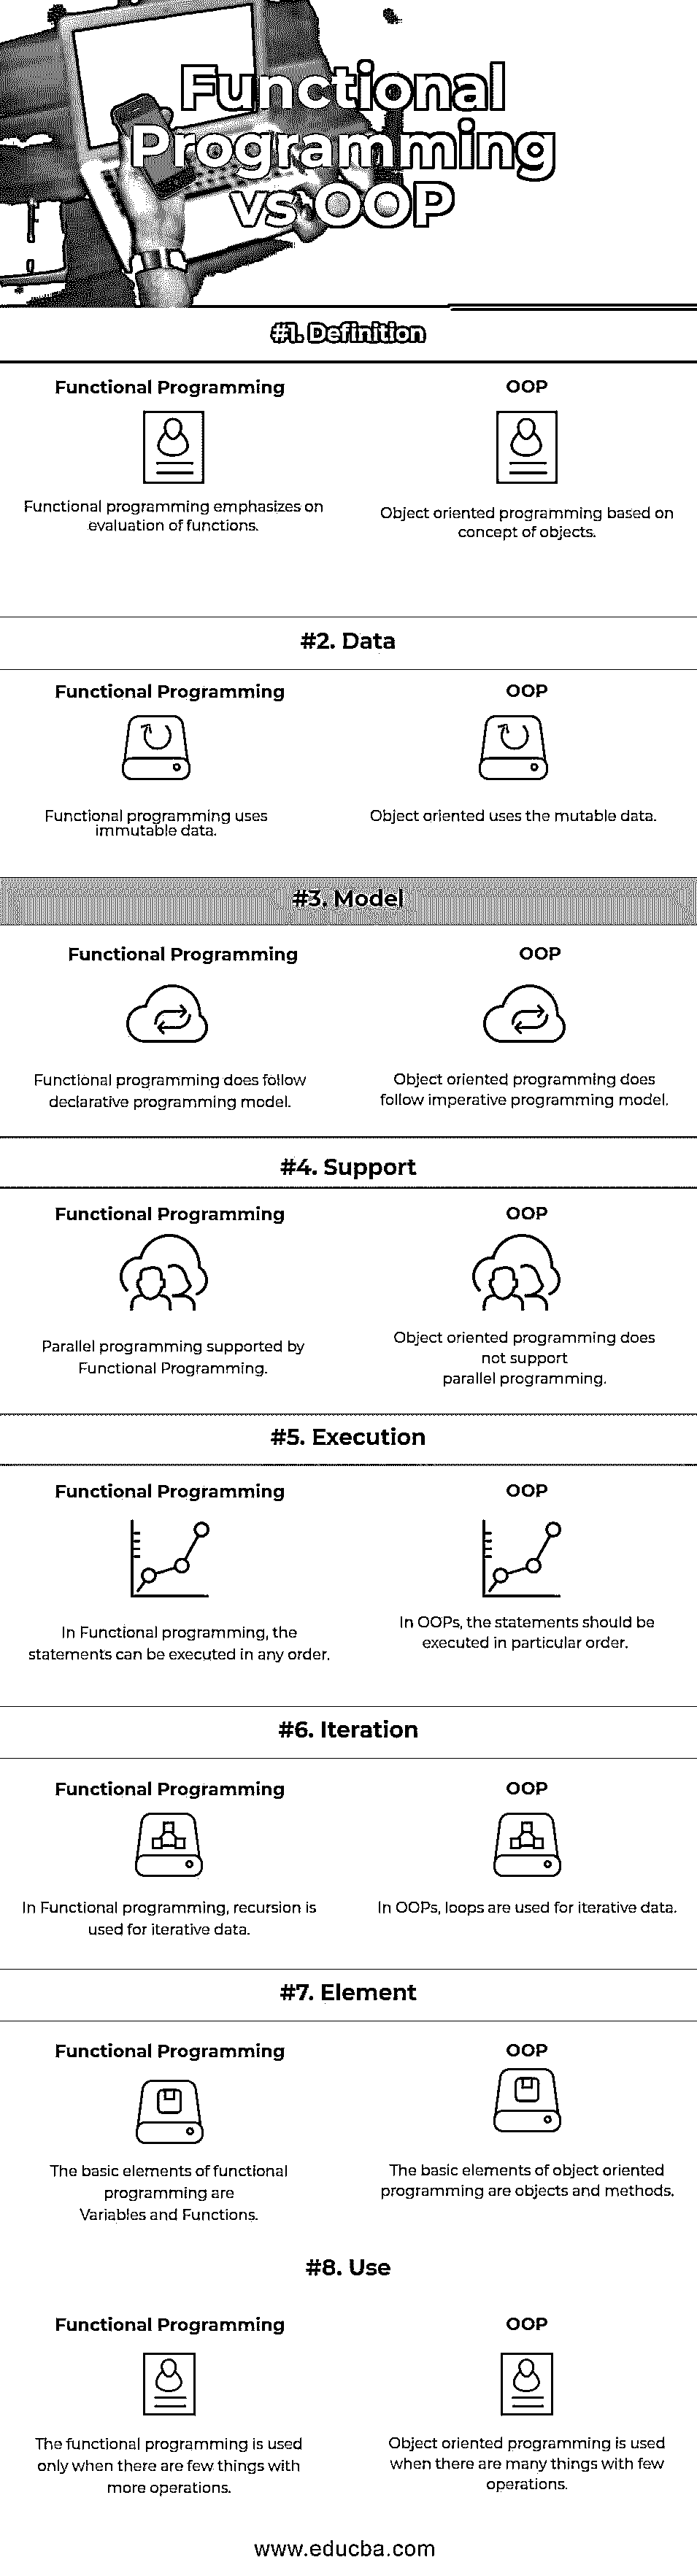 Functional
Programming
vs OOP
#1. Definition
Functional Programming
Functional programming emphasizes on
evaluation of functions.
OOP
Object oriented programming based on
concept of objects.
#2. Data
Functional Programming
Functional programming uses
immutable data.
OOP
Object oriented uses the mutable data.
#3. Model
Functional Programming
Functional programming does follow
declarative programming model.
OOP
Object oriented programming does
follow imperative programming model.
#4. Support
Functional Programming
Parallel programming supported by
Functional Programming.
OOP
Object oriented programming does
not support
parallel programming.
#5. Execution
Functional Programming
In Functional programming, the
statements can be executed in any order.
OOP
In OOPs, the statements should be
executed in particular order.
#6. Iteration
Functional Programming
In Functional programming, recursion is
used for iterative data.
OOP
In OOPs, loops are used for iterative data.
#7. Element
Functional Programming
The basic elements of functional
programming are
Variables and Functions.
OOP
The basic elements of object oriented
programming are objects and methods.
#8. Use
Functional Programming
The functional programming is used
only when there are few things with
more operations.
OOP
Object oriented programming is used
when there are many things with few
operations.
www.educba.com